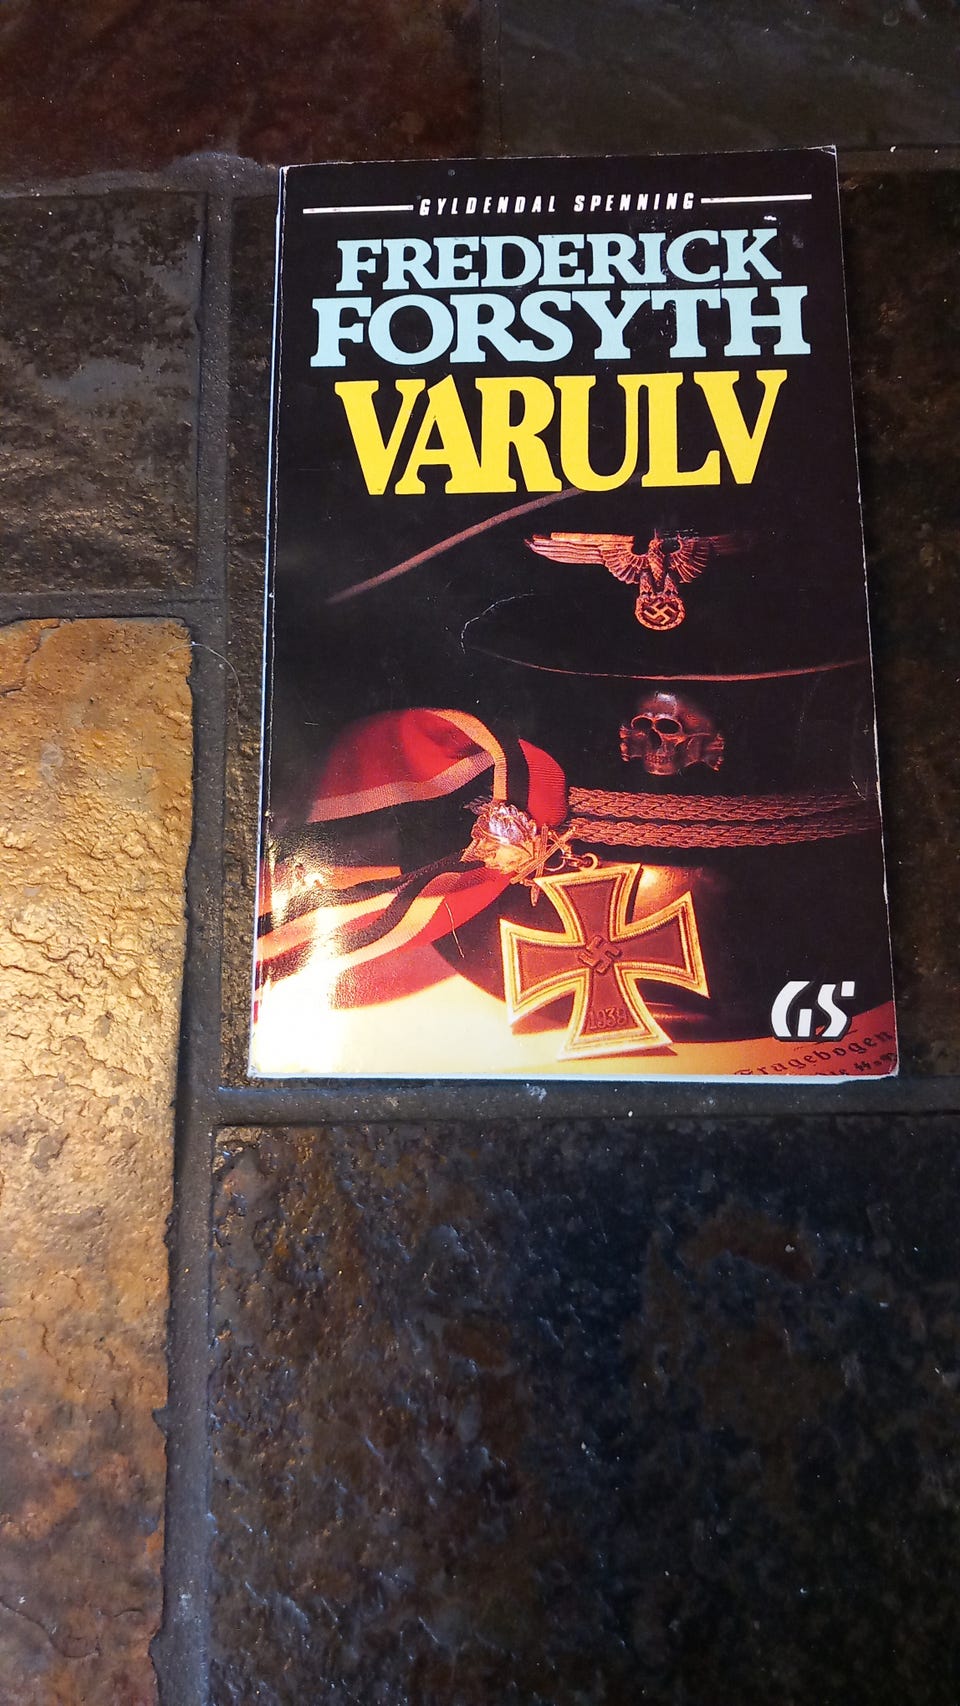 GYLDENDAL SPENNING
FREDERICK
FORSYTH
VARULV
1939
GS
Fragebogen